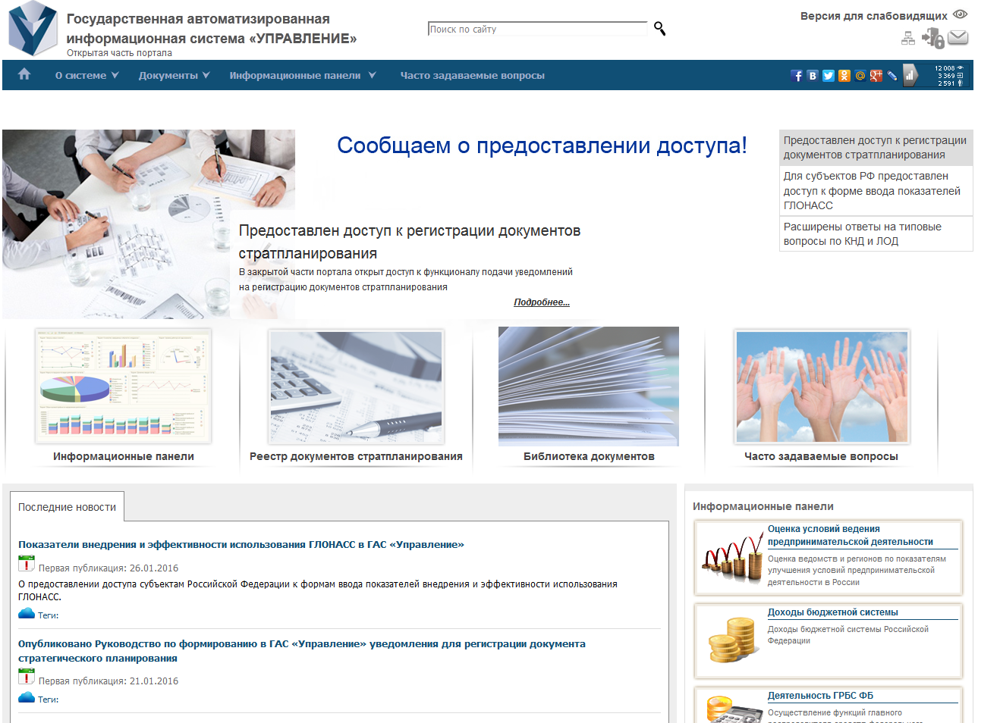 Государственная автоматизированная
информационная система «УПРАВЛЕНИЕ»
Открытая часть портала
Поиск по сайту
Версия для слабовидящих
О системе
Документы
Информационные панели
Часто задаваемые вопросы
12 008
3 369
2 591
Сообщаем о предоставлении доступа!
Предоставлен доступ к регистрации документов
стратпланирования
В закрытой части портала открыт доступ к функционалу подачи уведомлений
на регистрацию документов стратпланирования
Подробнее...
Предоставлен доступ к регистрации
документов стратпланирования
Для субъектов РФ предоставлен
доступ к форме ввода показателей
ГЛОНАСС
Расширены ответы на типовые
вопросы по КНД и ЛОД
Информационные панели
Реестр документов стратпланирования
Библиотека документов
Часто задаваемые вопросы
Последние новости
Показатели внедрения и эффективности использования ГЛОНАСС в ГАС «Управление»
Первая публикация: 26.01.2016
О предоставлении доступа субъектам Российской Федерации к формам ввода показателей внедрения и эффективности использования
ГЛОНАСС.
Теги:
Опубликовано Руководство по формированию в ГАС «Управление» уведомления для регистрации документа
стратегического планирования
Первая публикация: 21.01.2016
Теги:
Информационные панели
Оценка условий ведения
предпринимательской деятельности
Оценка ведомств и регионов по показателям
улучшения условий предпринимательской
деятельности в России
Доходы бюджетной системы
Доходы бюджетной системы Российской
Федерации
Деятельность ГРБС ФБ
Осуществление функций главного